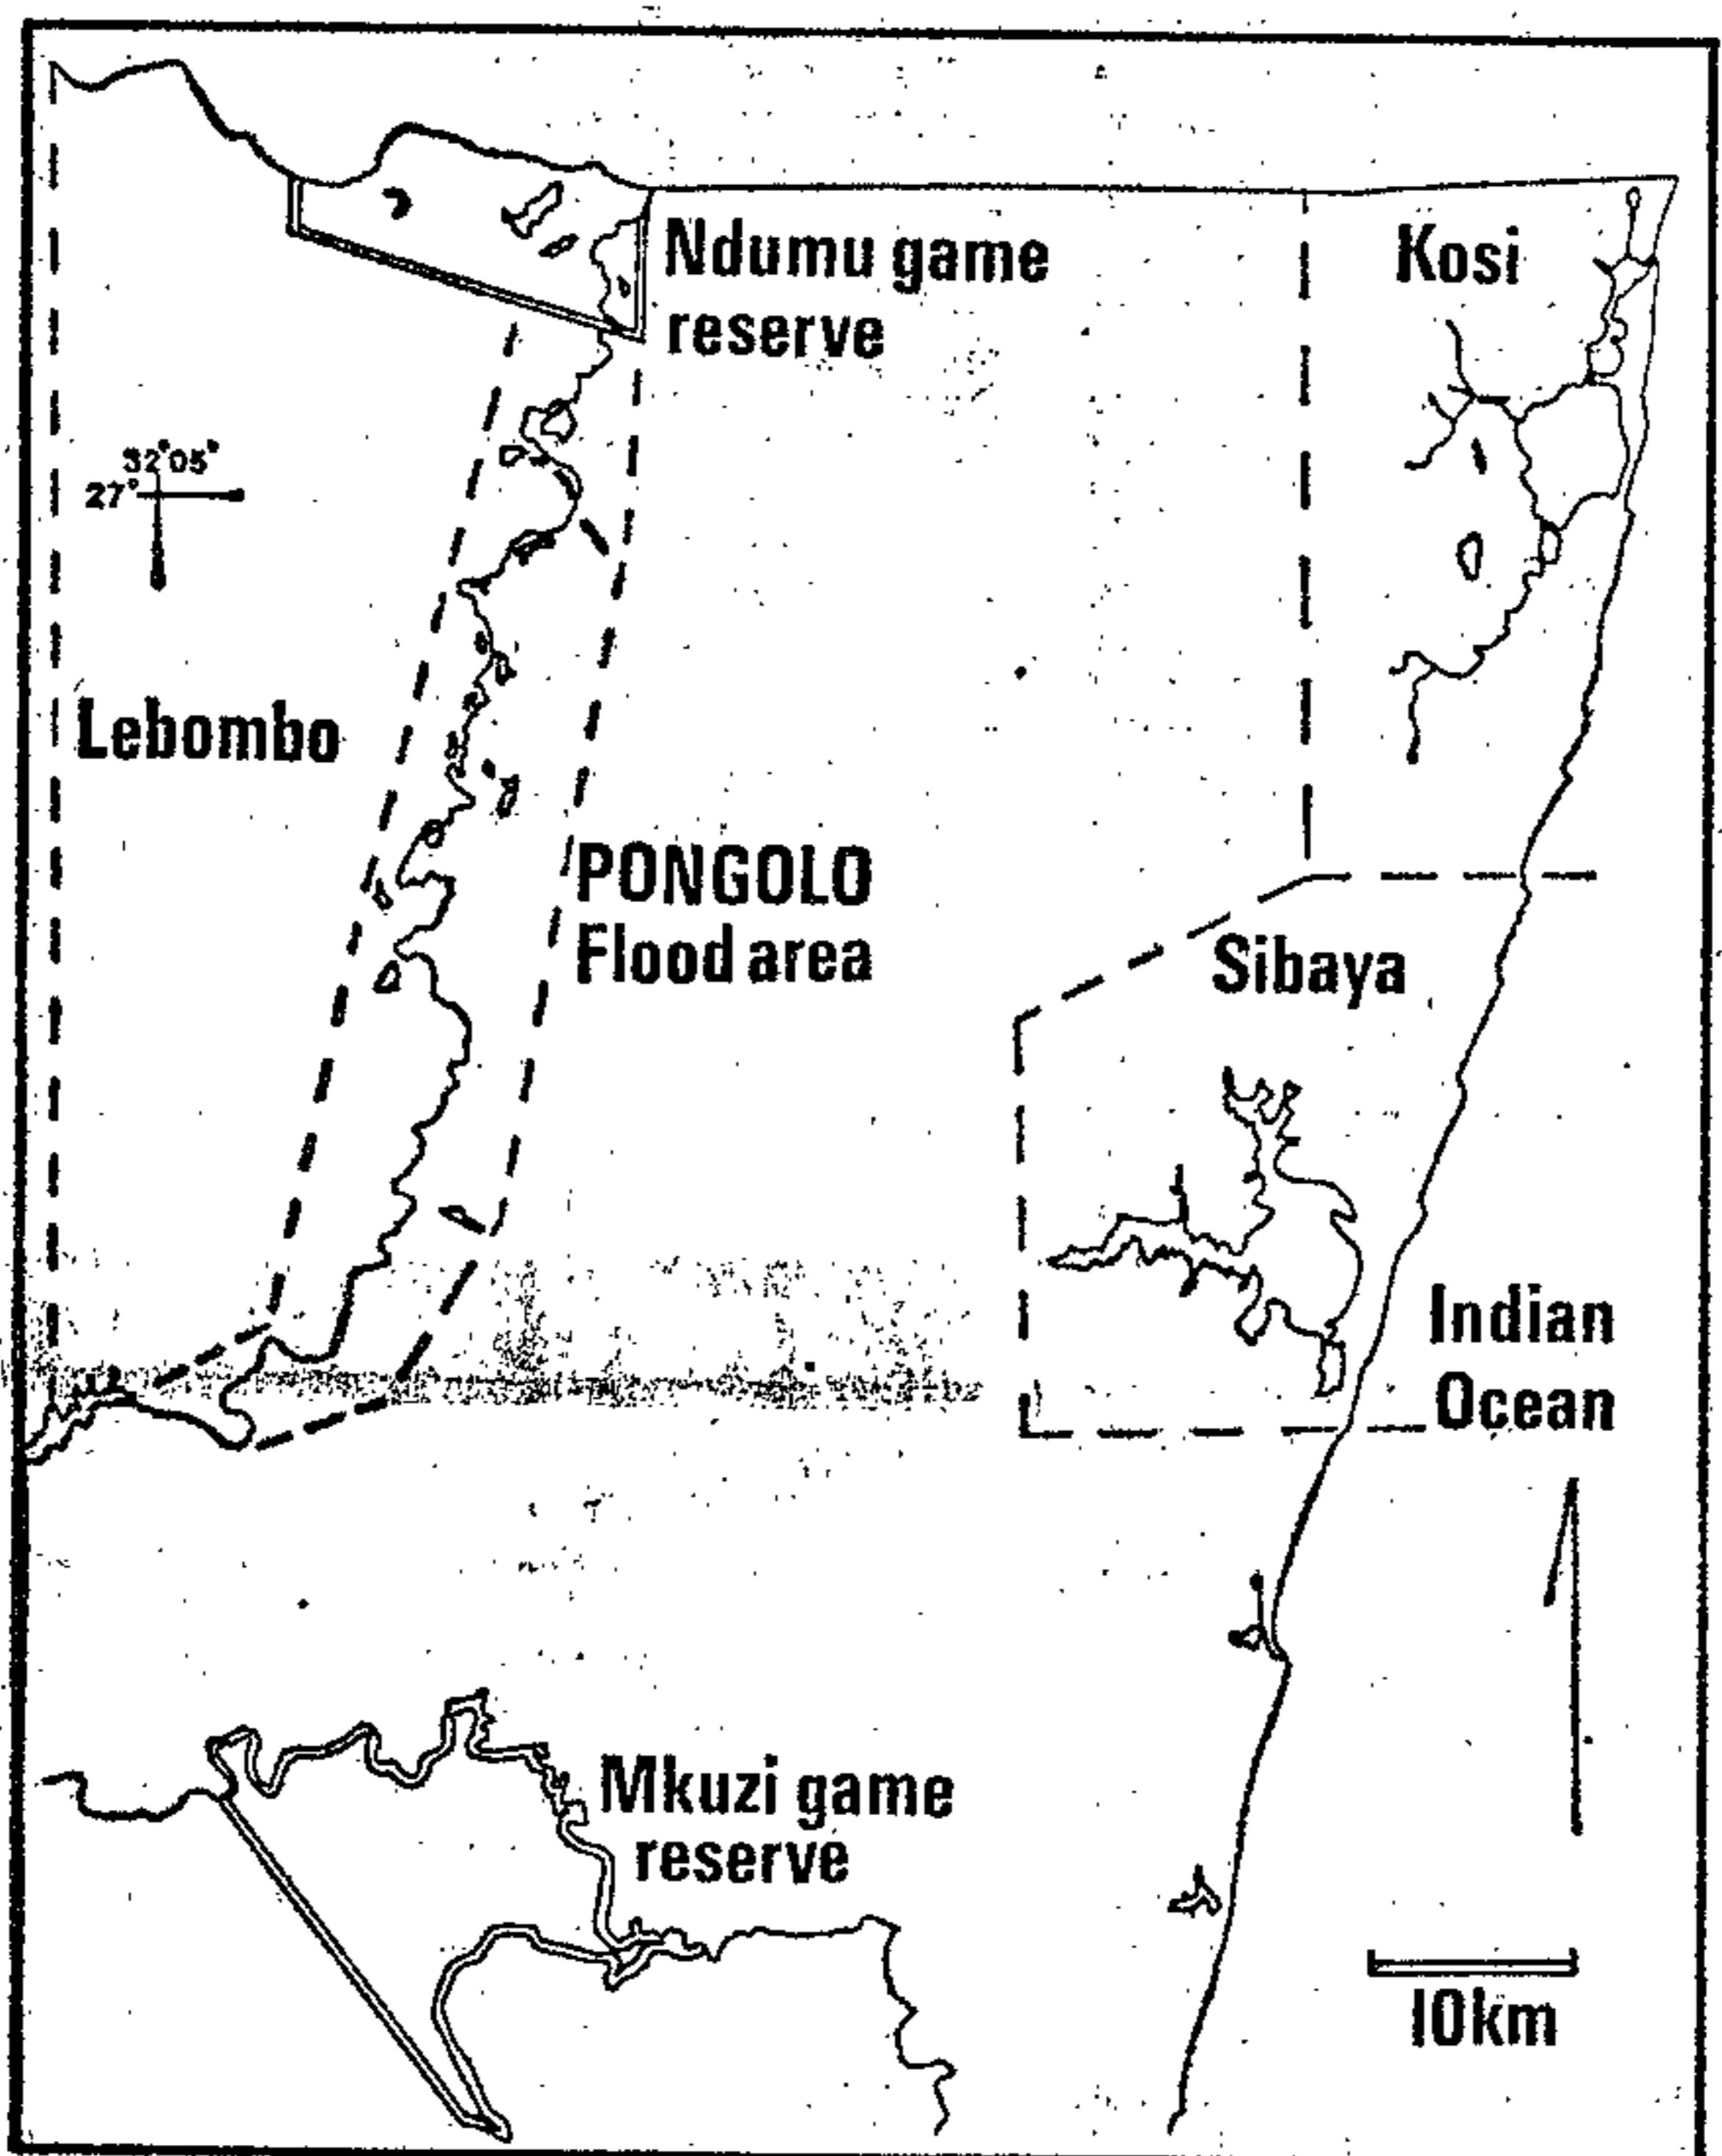 Ndumu game
reserve
Kosi
32°05'
27°
Lebombo
PONGOLO
Flood area
Sibaya
Indian
Ocean
Mkuzi game
reserve
10km